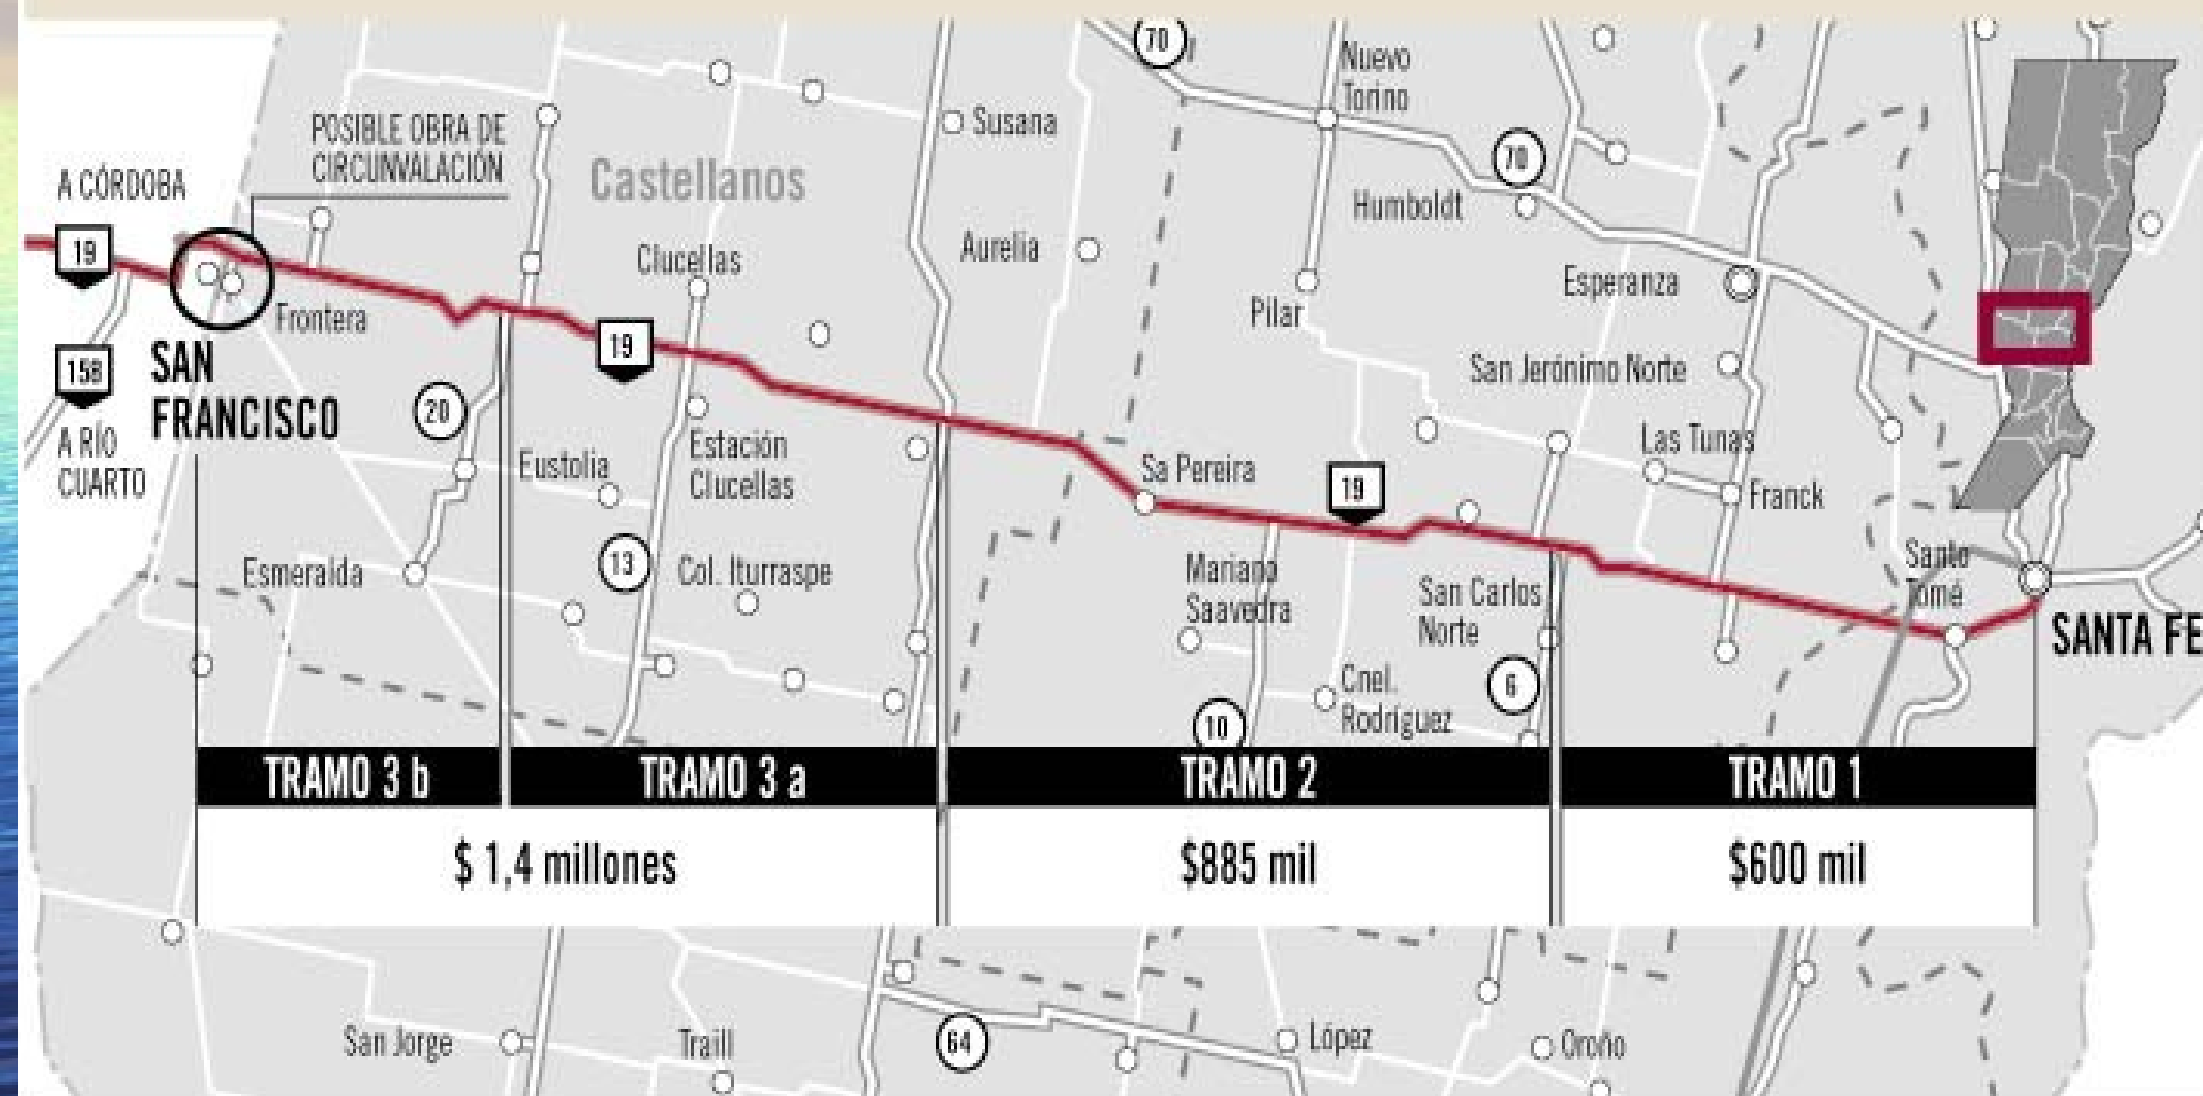 70
Nuevo
Torino
POSIBLE OBRA DE
CIRCUNVALACIÓN
Susana
A CÓRDOBA
Castellanos
70
Humboldt
19
Clucellas
Aurelia
Esperanza
Frontera
Pilar
SAN
FRANCISCO
19
158
San Jerónimo Norte
20
A RÍO
CUARTO
Estación
Clucellas
Eustolia
Las Tunas
Sa Pereira
19
Franck
Esmeralda
13
Col. Iturraspe
Mariano
Saavedra
San Carlos
Norte
Santo
Tomé
SANTA FE
Cnel.
Rodríguez
6
10
TRAMO 3 b
TRAMO 3 a
TRAMO 2
TRAMO 1
$ 1,4 millones
$885 mil
$600 mil
San Jorge
Traill
64
López
Oroño